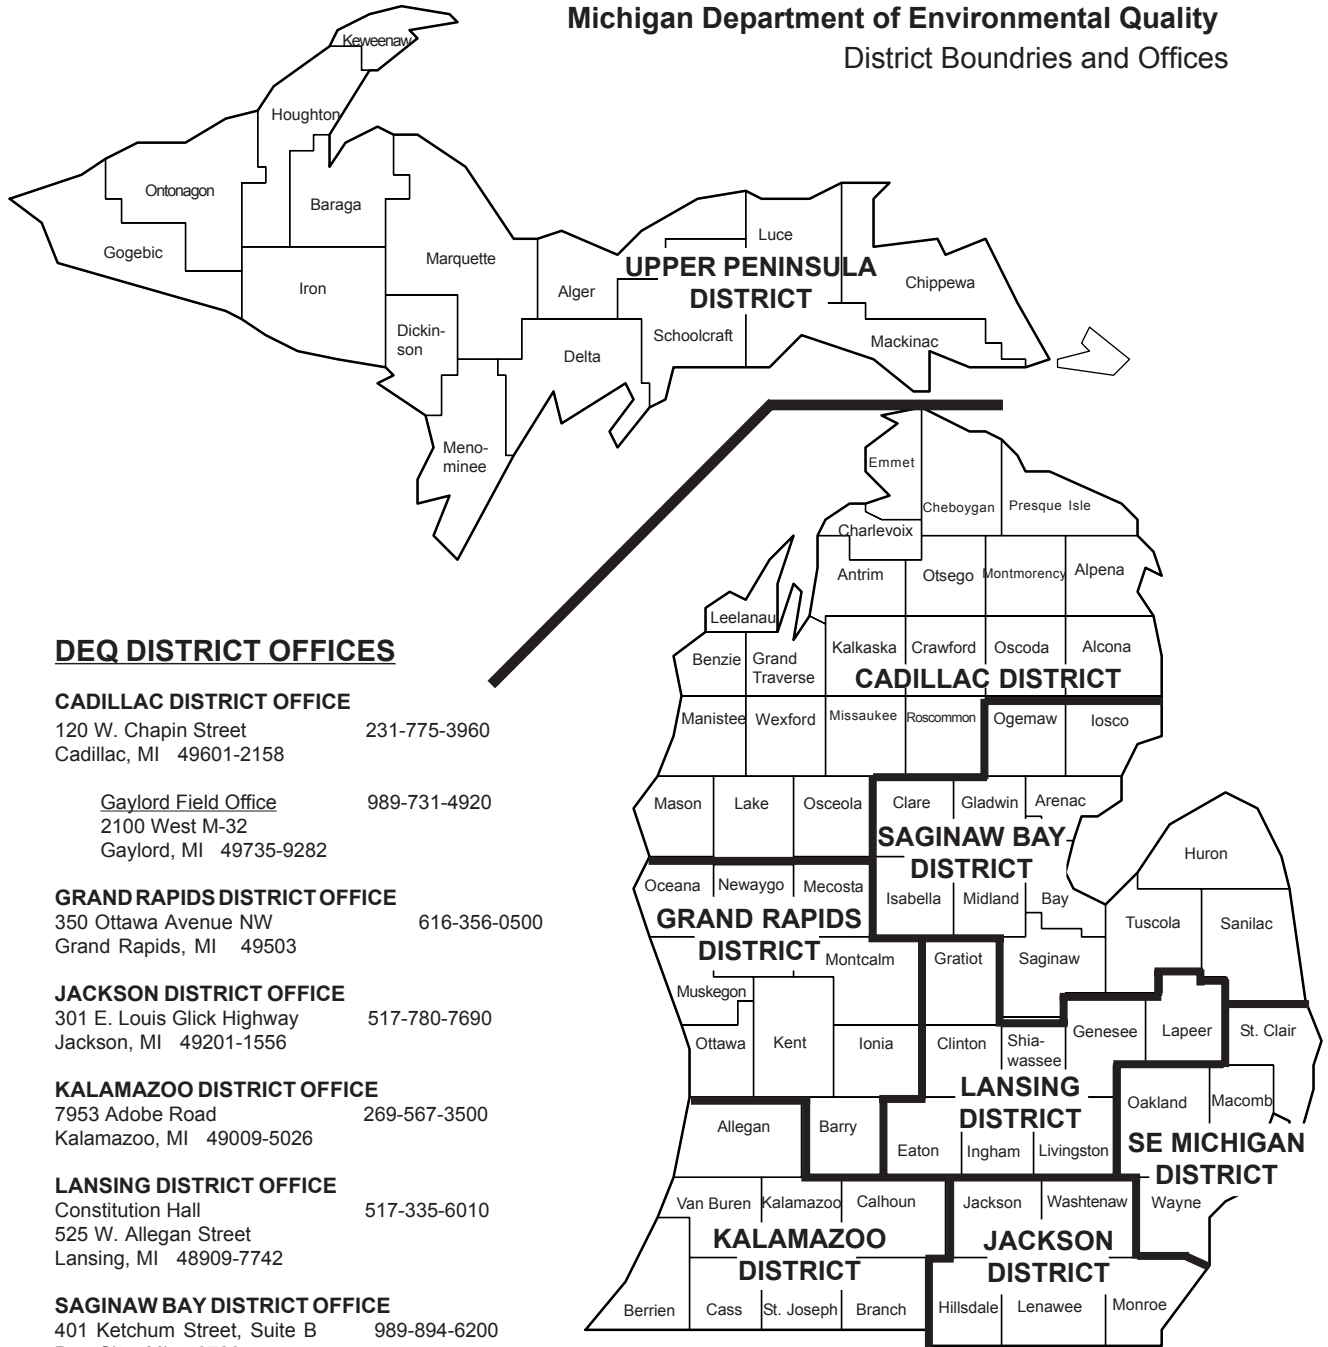 Michigan Department of Environmental Quality
District Boundries and Offices
Keweenaw
Houghton
Ontonagon
Baraga
Gogebic
Iron
Marquette
Dickin-
son
Meno-
minee
Alger
Delta
Luce
UPPER PENINSULA
DISTRICT
Schoolcraft
Chippewa
Mackinac
Emmet
Cheboygan
Presque Isle
Charlevoix
Antrim
Otsego
Montmorency
Alpena
Leelanau
Benzie
Grand
Traverse
Kalkaska
Crawford
Oscoda
Alcona
CADILLAC DISTRICT
Manistee
Wexford
Missaukee
Roscommon
Ogemaw
Iosco
Mason
Lake
Osceola
Clare
Gladwin
Arenac
SAGINAW BAY
DISTRICT
Huron
Oceana
Newaygo
Mecosta
Isabella
Midland
Bay
Tuscola
Sanilac
GRAND RAPIDS
DISTRICT
Montcalm
Gratiot
Saginaw
Muskegon
Ottawa
Kent
Ionia
Clinton
Shia-
wassee
Genesee
Lapeer
St. Clair
LANSING
DISTRICT
Oakland
Macomb
Allegan
Barry
Eaton
Ingham
Livingston
SE MICHIGAN
DISTRICT
Van Buren
Kalamazoo
Calhoun
Jackson
Washtenaw
Wayne
KALAMAZOO
DISTRICT
JACKSON
DISTRICT
Berrien
Cass
St. Joseph
Branch
Hillsdale
Lenawee
Monroe
DEQ DISTRICT OFFICES
CADILLAC DISTRICT OFFICE
120 W. Chapin Street 231-775-3960
Cadillac, MI 49601-2158
Gaylord Field Office 989-731-4920
2100 West M-32
Gaylord, MI 49735-9282
GRAND RAPIDS DISTRICT OFFICE
350 Ottawa Avenue NW 616-356-0500
Grand Rapids, MI 49503
JACKSON DISTRICT OFFICE
301 E. Louis Glick Highway 517-780-7690
Jackson, MI 49201-1556
KALAMAZOO DISTRICT OFFICE
7953 Adobe Road 269-567-3500
Kalamazoo, MI 49009-5026
LANSING DISTRICT OFFICE
Constitution Hall 517-335-6010
525 W. Allegan Street
Lansing, MI 48909-7742
SAGINAW BAY DISTRICT OFFICE
401 Ketchum Street, Suite B 989-894-6200